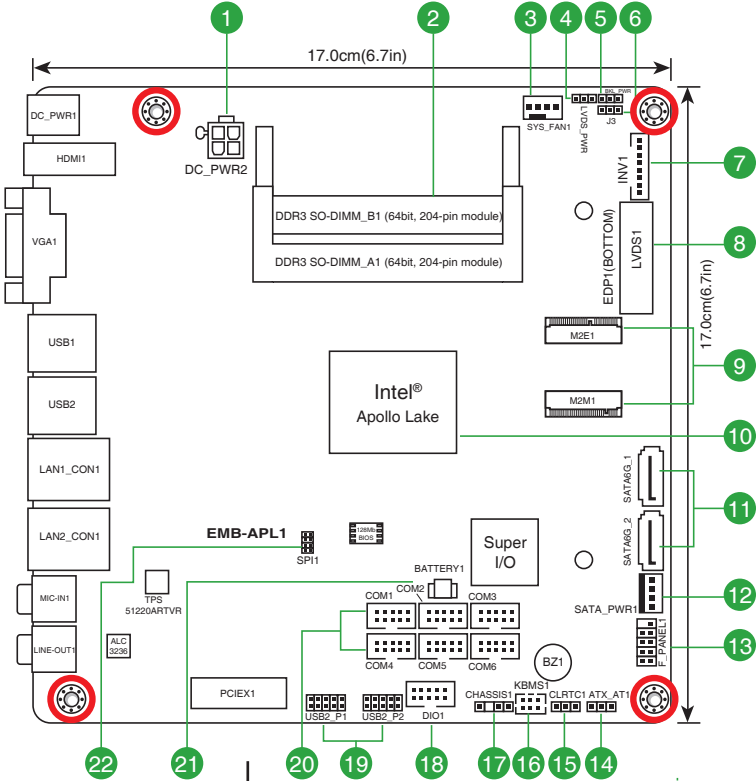 1
2
3
4
5
6
17.0cm(6.7in)
DC_PWR1
HDMI1
DC_PWR2
SYS_FAN1
LVDS_PWR
BKL_PWR
J3
INV1
7
DDR3 SO-DIMM_B1 (64bit, 204-pin module)
DDR3 SO-DIMM_A1 (64bit, 204-pin module)
VGA1
EDP1(BOTTOM)
LVDS1
8
17.0cm(6.7in)
USB1
M2E1
9
USB2
M2M1
Intel®
Apollo Lake
10
LAN1_CON1
SATA6G_1
11
LAN2_CON1
EMB-APL1
SPI1
128Mb
BIOS
Super
I/O
SATA6G_2
BATTERY1
MIC-IN1
TPS
51220ARTVR
COM1
COM2
COM3
SATA_PWR1
12
LINE-OUT1
ALC
3236
COM4
COM5
COM6
BZ1
F_PANEL1
13
PCIEX1
USB2_P1
USB2_P2
DIO1
CHASSIS1
KBMS1
CLRTC1
ATX_AT1
22
21
20
19
18
17
16
15
14